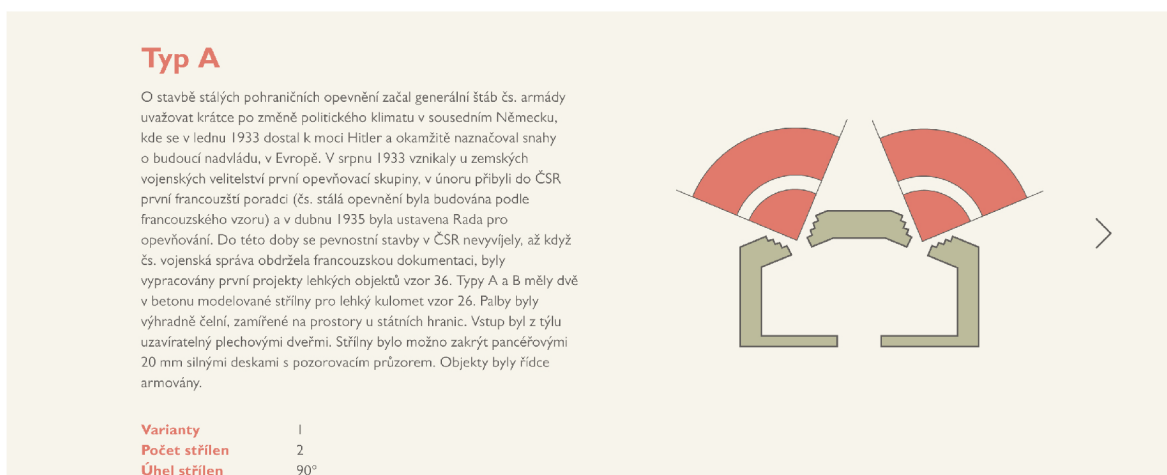 Typ A
O stavbě stálých pohraničních opevnění začal generální štáb čs. armády
uvažovat krátce po změně politického klimatu v sousedním Německu,
kde se v lednu 1933 dostal k moci Hitler a okamžitě naznačoval snahy
o budoucí nadvládu, v Evropě. V srpnu 1933 vznikaly u zemských
vojenských velitelství první opevňovací skupiny, v únoru přibyli do ČSR
první francouzští poradci (čs. stálá opevnění byla budována podle
francouzského vzoru) a v dubnu 1935 byla ustavena Rada pro
opevňování. Do této doby se pevnostní stavby v ČSR nevyvíjely, až když
čs. vojenská správa obdržela francouzskou dokumentaci, byly
vypracovány první projekty lehkých objektů vzor 36. Typy A a B měly dvě
v betonu modelované střílny pro lehký kulomet vzor 26. Palby byly
výhradně čelní, zamířené na prostory u státních hranic. Vstup byl z týlu
uzavíratelný plechovými dveřmi. Střílny bylo možno zakrýt pancéřovými
20 mm silnými deskami s pozorovacím průzorem. Objekty byly řídce
armovány.
Varianty 1
Počet střílen 2
Úhel střílen 90°